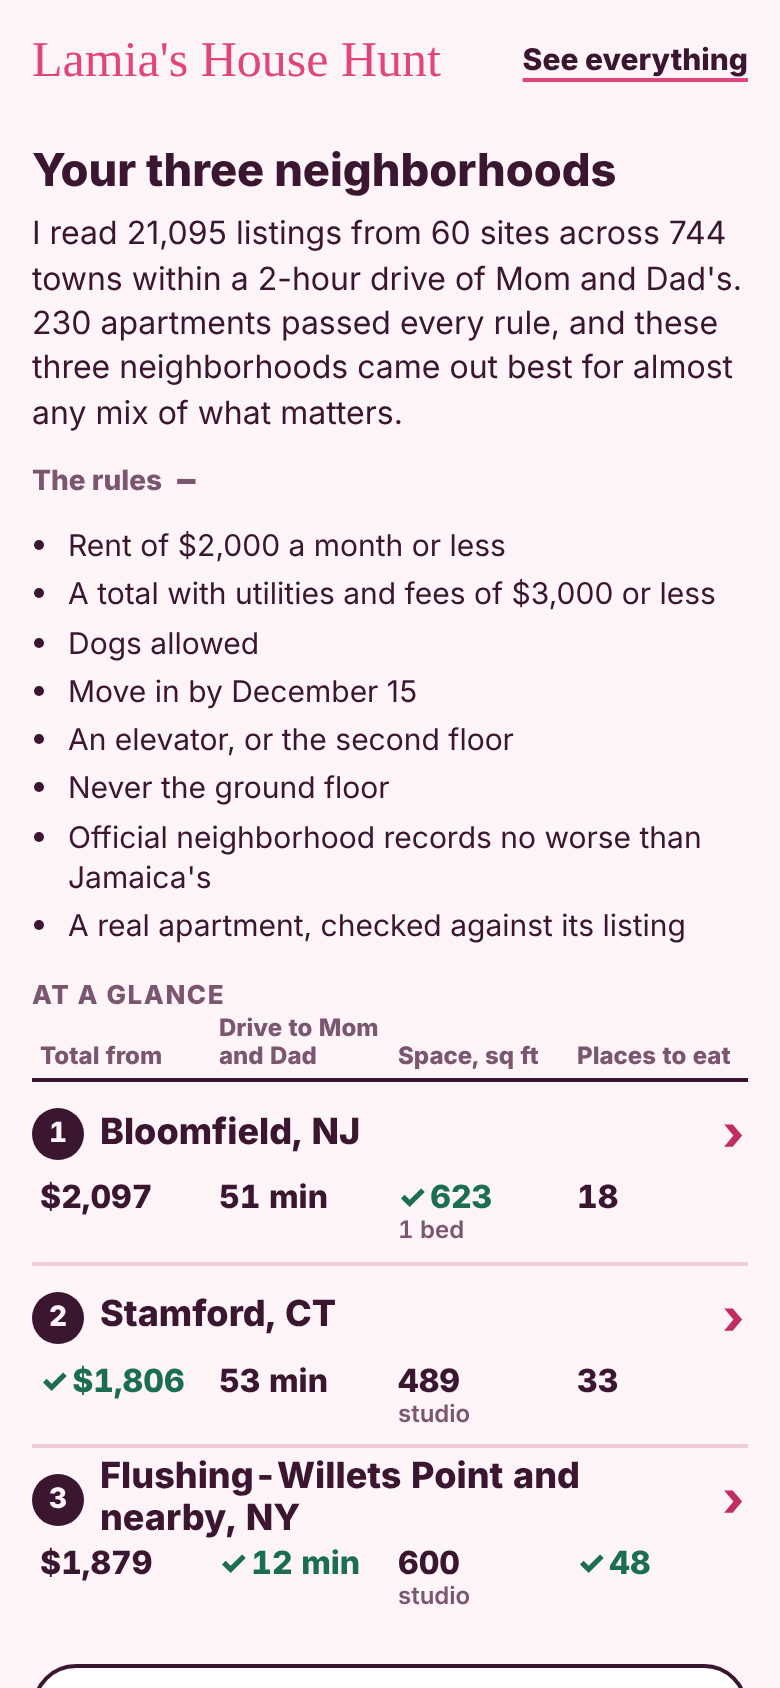 Lamia's House Hunt
See everything
Your three neighborhoods
I read 21,095 listings from 60 sites across 744
towns within a 2-hour drive of Mom and Dad's.
230 apartments passed every rule, and these
three neighborhoods came out best for almost
any mix of what matters.
The rules –
• Rent of $2,000 a month or less
• A total with utilities and fees of $3,000 or less
• Dogs allowed
• Move in by December 15
• An elevator, or the second floor
• Never the ground floor
• Official neighborhood records no worse than
Jamaica's
• A real apartment, checked against its listing
AT A GLANCE
Total from
Drive to Mom
and Dad
Space, sq ft
Places to eat
1 Bloomfield, NJ ›
$2,097 51 min ✓623 18
1 bed
2 Stamford, CT ›
✓$1,806 53 min 489 33
studio
3 Flushing-Willets Point and
nearby, NY ›
$1,879 ✓12 min 600 ✓48
studio